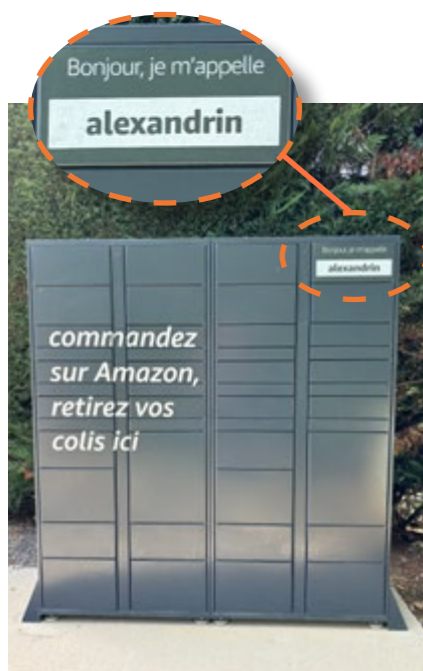 Bonjour, je m'appelle
alexandrin
Bonjour, je m'appelle
alexandrin
commandez
sur Amazon,
retirez vos
colis ici